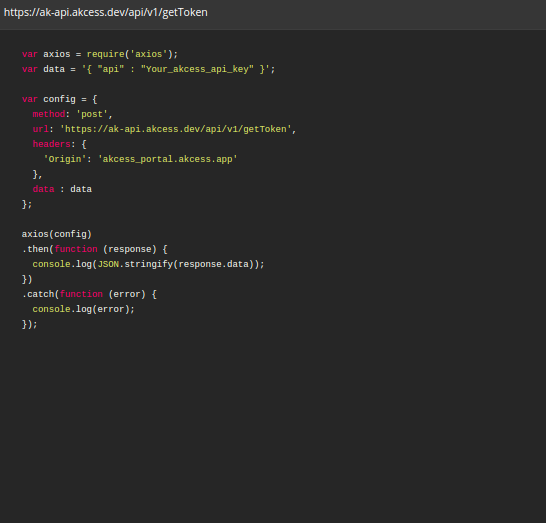 https://ak-api.akcess.dev/api/v1/getToken
var axios = require('axios');
var data = '{ "api" : "Your_akcess_api_key" }';
var config = {
method: 'post',
url: 'https://ak-api.akcess.dev/api/v1/getToken',
headers: {
'Origin': 'akcess_portal.akcess.app'
},
data : data
};
axios(config)
.then(function (response) {
console.log(JSON.stringify(response.data));
})
.catch(function (error) {
console.log(error);
});